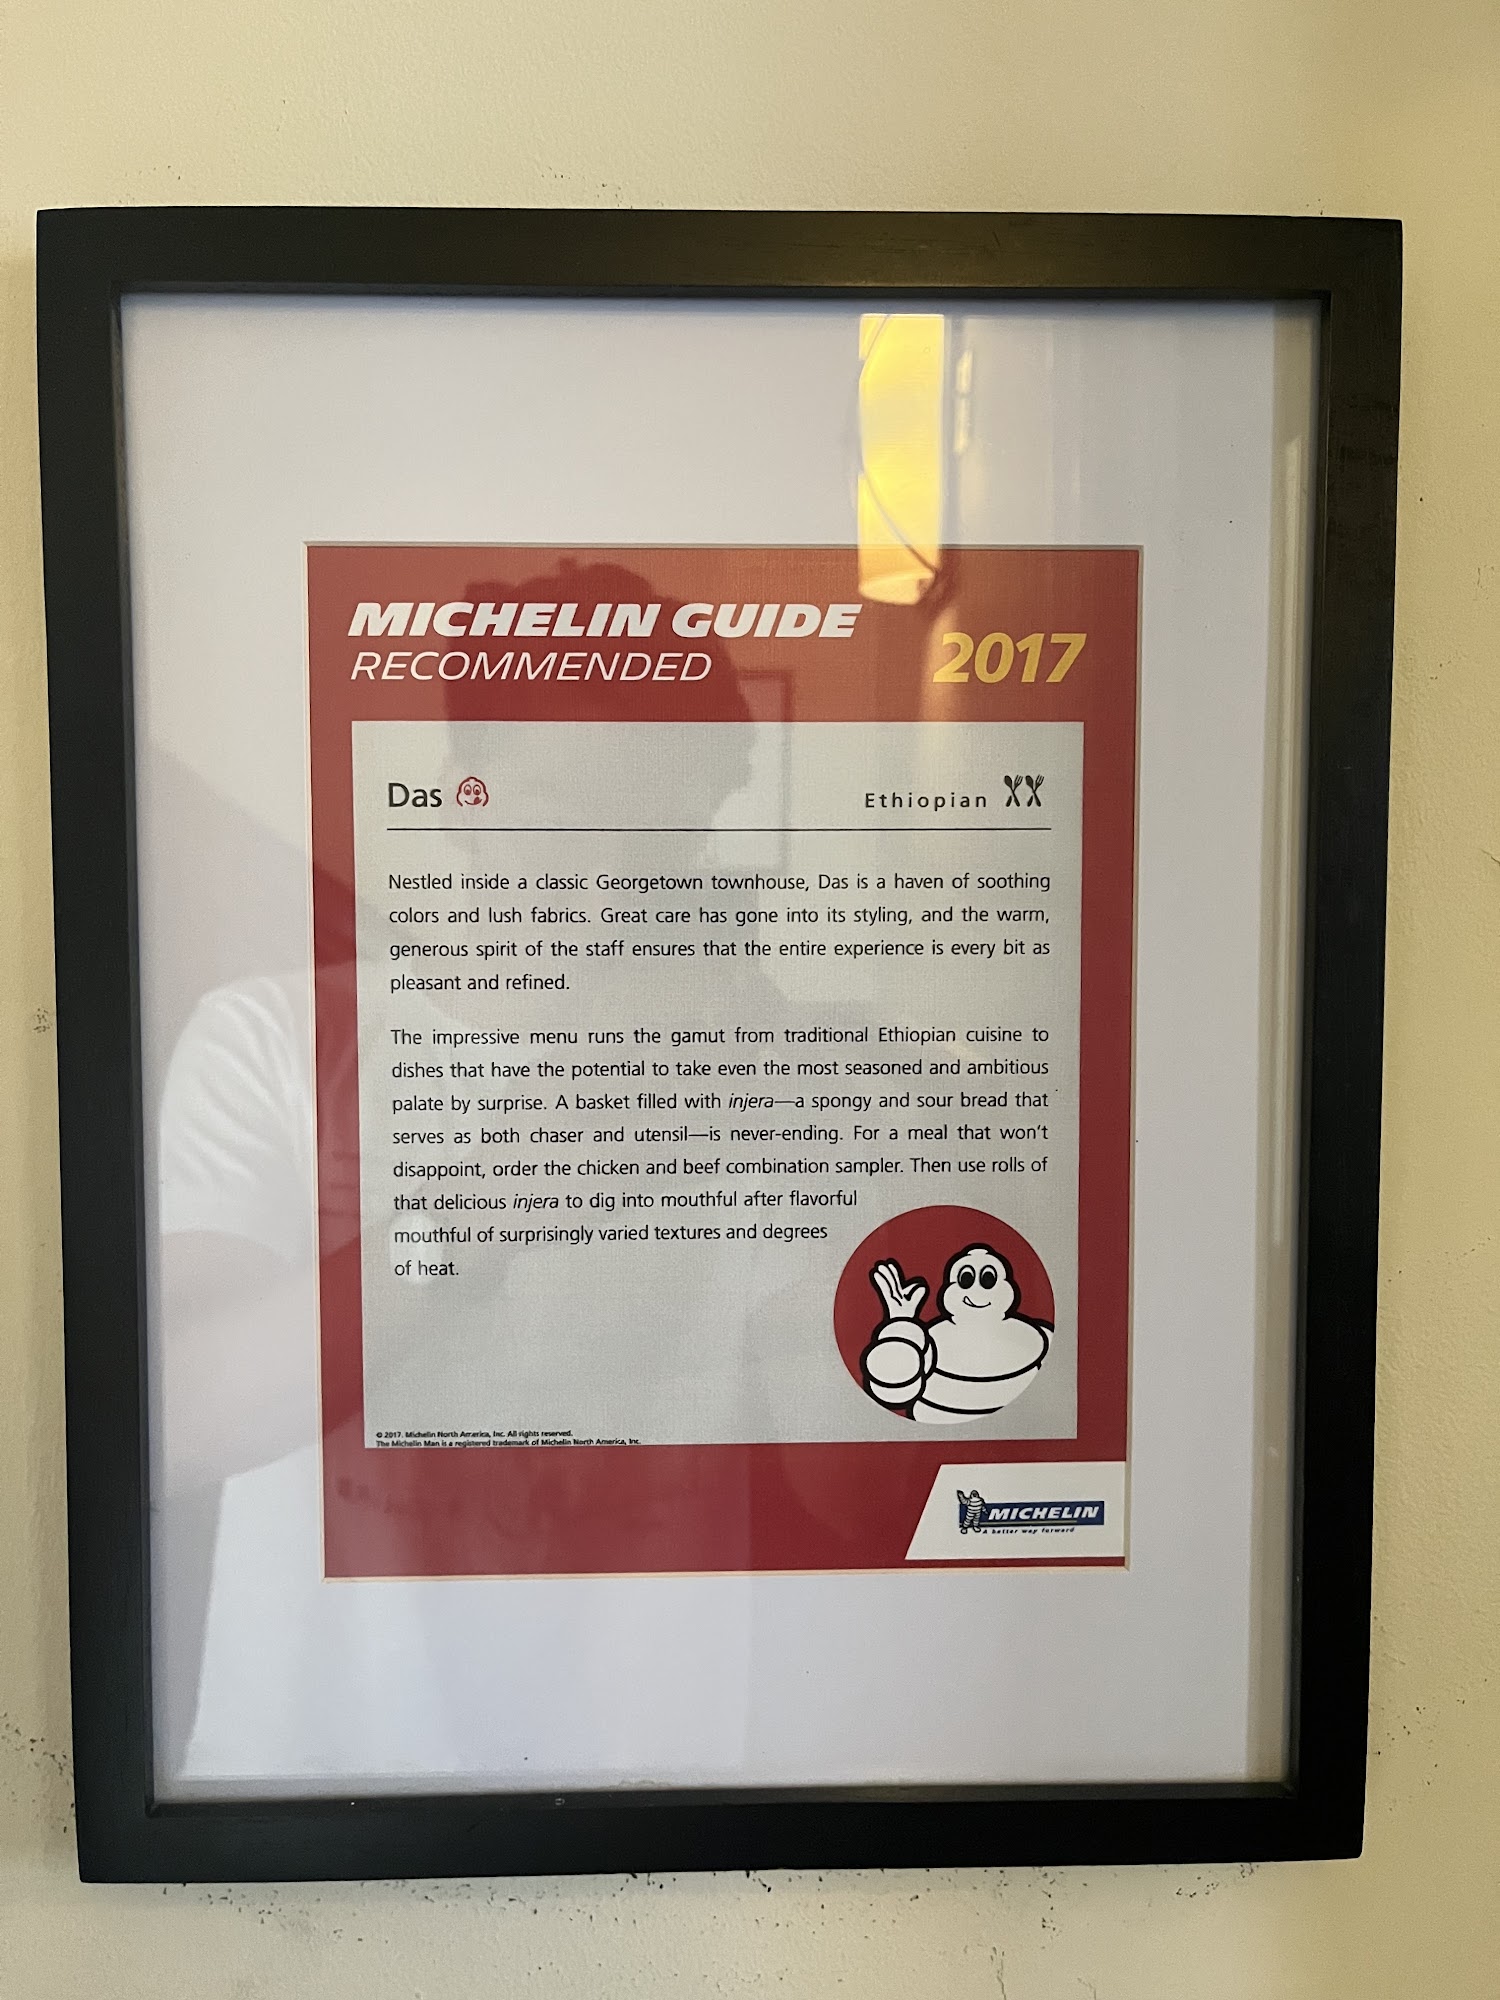 MICHELIN GUIDE
RECOMMENDED
2017
Das
Ethiopian
Nestled inside a classic Georgetown townhouse, Das is a haven of soothing
colors and lush fabrics. Great care has gone into its styling, and the warm,
generous spirit of the staff ensures that the entire experience is every bit as
pleasant and refined.
The impressive menu runs the gamut from traditional Ethiopian cuisine to
dishes that have the potential to take even the most seasoned and ambitious
palate by surprise. A basket filled with injera—a spongy and sour bread that
serves as both chaser and utensil—is never-ending. For a meal that won't
disappoint, order the chicken and beef combination sampler. Then use rolls of
that delicious injera to dig into mouthful after flavorful
mouthful of surprisingly varied textures and degrees
of heat.
© 2017. Michelin North America, Inc. All rights reserved.
The Michelin Man is a registered trademark of Michelin North America, Inc.
MICHELIN
A better way forward